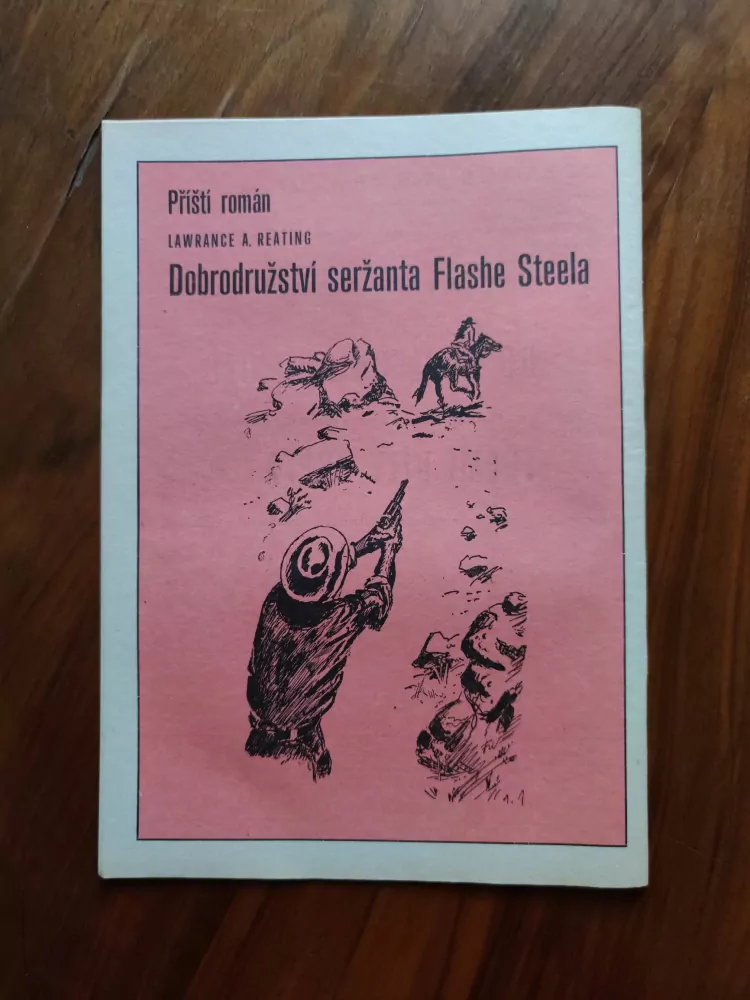 Příští román
LAWRANCE A. REATING
Dobrodružství seržanta Flashe Steela